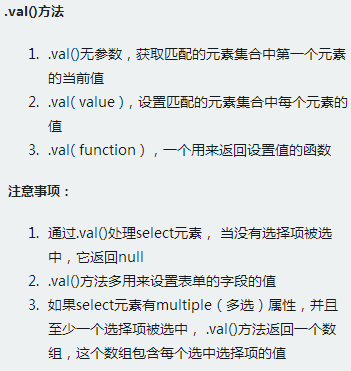 .val()方法
1. .val()无参数，获取匹配的元素集合中第一个元素
的当前值
2. .val( value )，设置匹配的元素集合中每个元素的
值
3. .val( function ) ，一个用来返回设置值的函数
注意事项：
1. 通过.val()处理select元素， 当没有选择项被选
中，它返回null
2. .val()方法多用来设置表单的字段的值
3. 如果select元素有multiple（多选）属性，并且
至少一个选择项被选中， .val()方法返回一个数
组，这个数组包含每个选中选择项的值